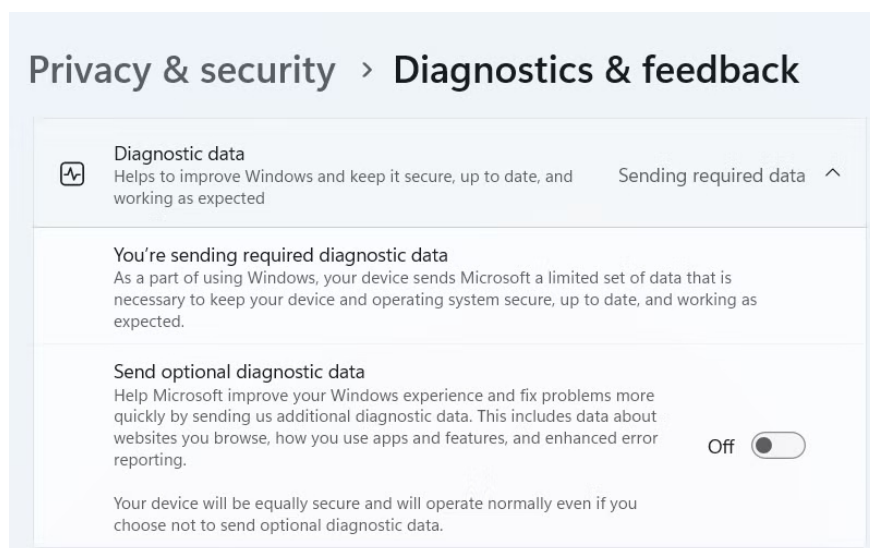 Privacy & security > Diagnostics & feedback
Diagnostic data
Helps to improve Windows and keep it secure, up to date, and
working as expected
Sending required data
You're sending required diagnostic data
As a part of using Windows, your device sends Microsoft a limited set of data that is
necessary to keep your device and operating system secure, up to date, and working as
expected.
Send optional diagnostic data
Help Microsoft improve your Windows experience and fix problems more
quickly by sending us additional diagnostic data. This includes data about
websites you browse, how you use apps and features, and enhanced error
reporting.
Off
Your device will be equally secure and will operate normally even if you
choose not to send optional diagnostic data.